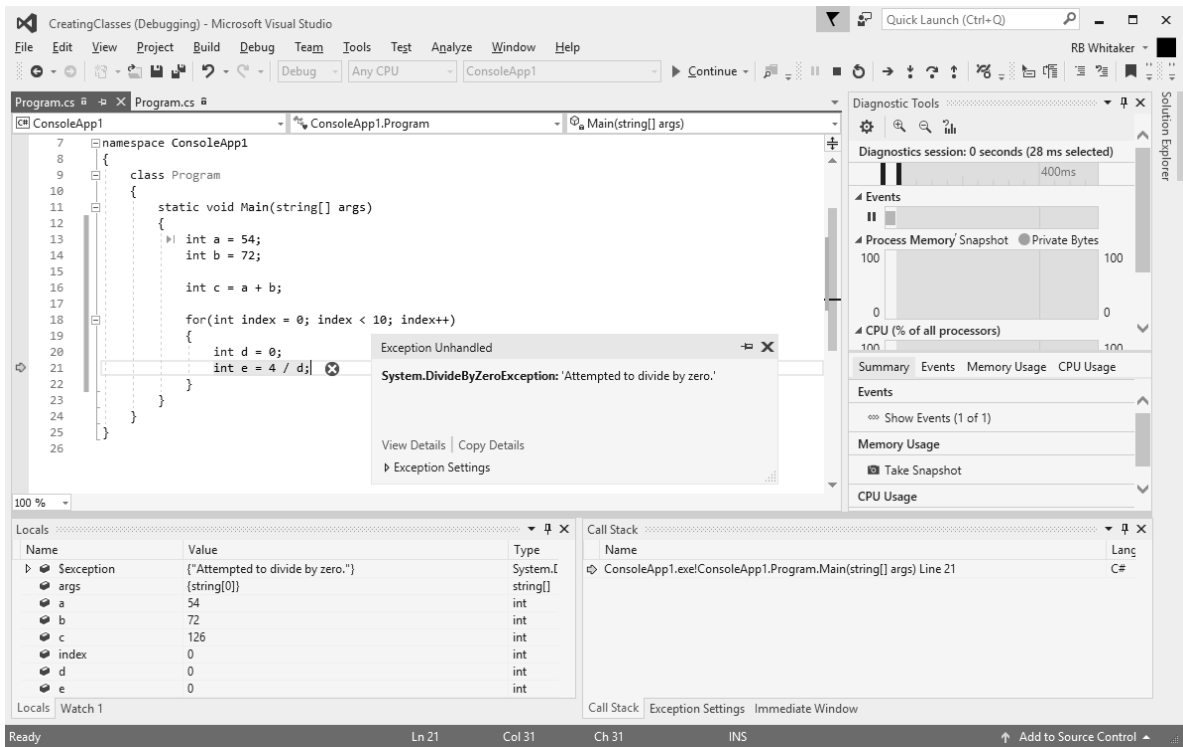 CreatingClasses (Debugging) - Microsoft Visual Studio
Quick Launch (Ctrl+Q)
File Edit View Project Build Debug Team Tools Test Analyze Window Help
RB Whitaker
Debug Any CPU ConsoleApp1 Continue
Program.cs Program.cs
ConsoleApp1 ConsoleApp1.Program Main(string[] args)
7 namespace ConsoleApp1
8 {
9 class Program
10 {
11 static void Main(string[] args)
12 {
13 int a = 54;
14 int b = 72;
15
16 int c = a + b;
17
18 for(int index = 0; index < 10; index++)
19 {
20 int d = 0;
21 int e = 4 / d;
22 }
23 }
24 }
25 }
26
100 %
Exception Unhandled
System.DivideByZeroException: 'Attempted to divide by zero.'
View Details | Copy Details
Exception Settings
Diagnostic Tools
Diagnostics session: 0 seconds (28 ms selected)
400ms
Events
Process Memory Snapshot Private Bytes
100 100
0 0
CPU (% of all processors)
100 100
Summary Events Memory Usage CPU Usage
Events
Show Events (1 of 1)
Memory Usage
Take Snapshot
CPU Usage
Solution Explorer
Locals
Name Value Type
$exception {"Attempted to divide by zero."} System.D
args {string[0]} string[]
a 54 int
b 72 int
c 126 int
index 0 int
d 0 int
e 0 int
Locals Watch 1
Call Stack
Name Lang
ConsoleApp1.exe!ConsoleApp1.Program.Main(string[] args) Line 21 C#
Call Stack Exception Settings Immediate Window
Ready Ln 21 Col 31 Ch 31 INS Add to Source Control